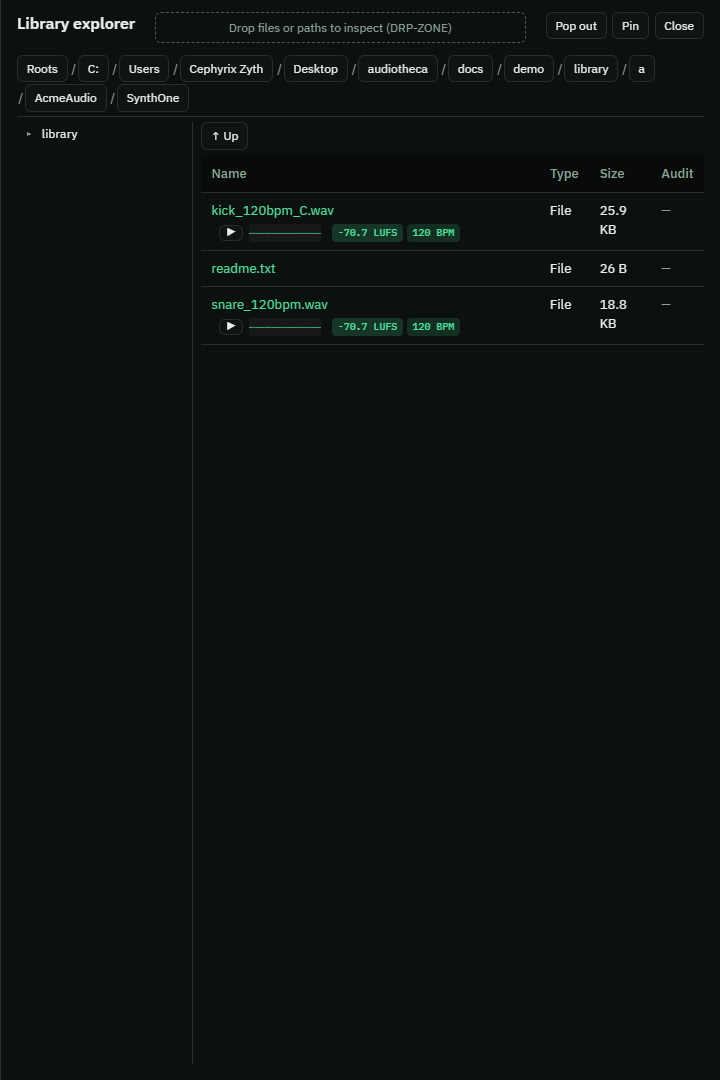 Library explorer
Drop files or paths to inspect (DRP-ZONE)
Pop out
Pin
Close
Roots / C: / Users / Cephyrix Zyth / Desktop / audiotheca / docs / demo / library / a
/ AcmeAudio / SynthOne
▸ library
↑ Up
Name Type Size Audit
kick_120bpm_C.wav File 25.9 KB —
▶ -70.7 LUFS 120 BPM
readme.txt File 26 B —
snare_120bpm.wav File 18.8 KB —
▶ -70.7 LUFS 120 BPM